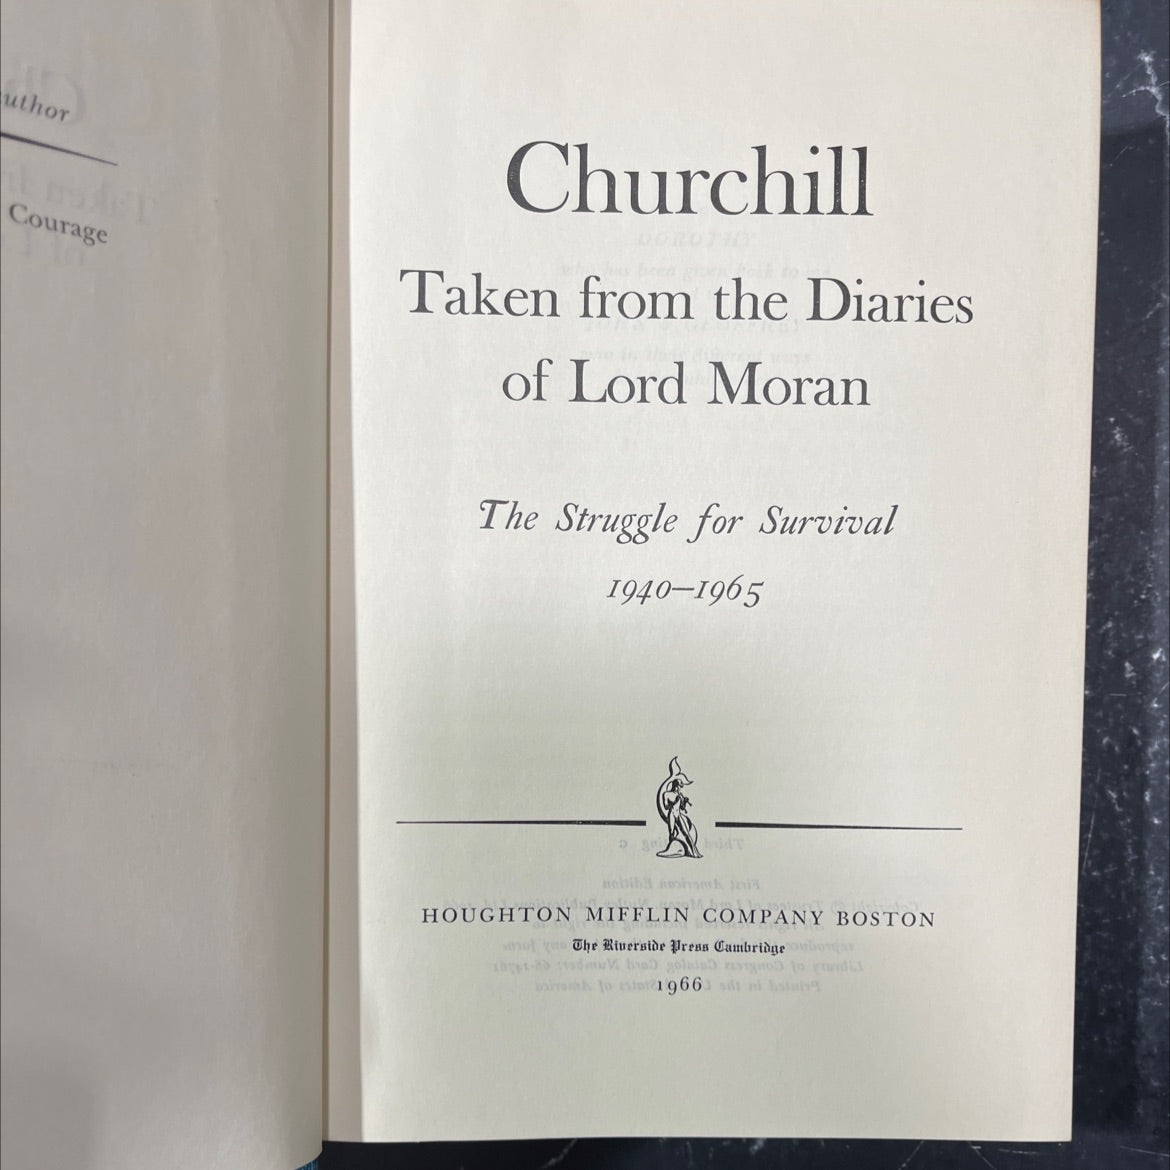 Author
Courage
Churchill
Taken from the Diaries
of Lord Moran
The Struggle for Survival
1940–1965
HOUGHTON MIFFLIN COMPANY BOSTON
The Riverside Press Cambridge
1966